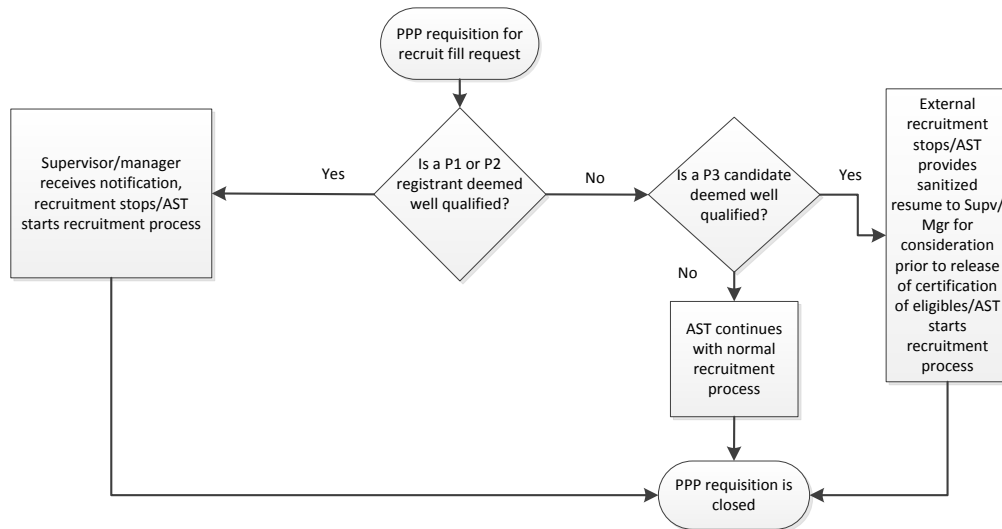 PPP requisition for
recruit fill request
Is a P1 or P2
registrant deemed
well qualified?
Yes
Supervisor/manager
receives notification,
recruitment stops/AST
starts recruitment process
No
Is a P3 candidate
deemed well
qualified?
Yes
External
recruitment
stops/AST
provides
sanitized
resume to Supv/
Mgr for
consideration
prior to release
of certification
of eligibles/AST
starts
recruitment
process
No
AST continues
with normal
recruitment
process
PPP requisition is
closed